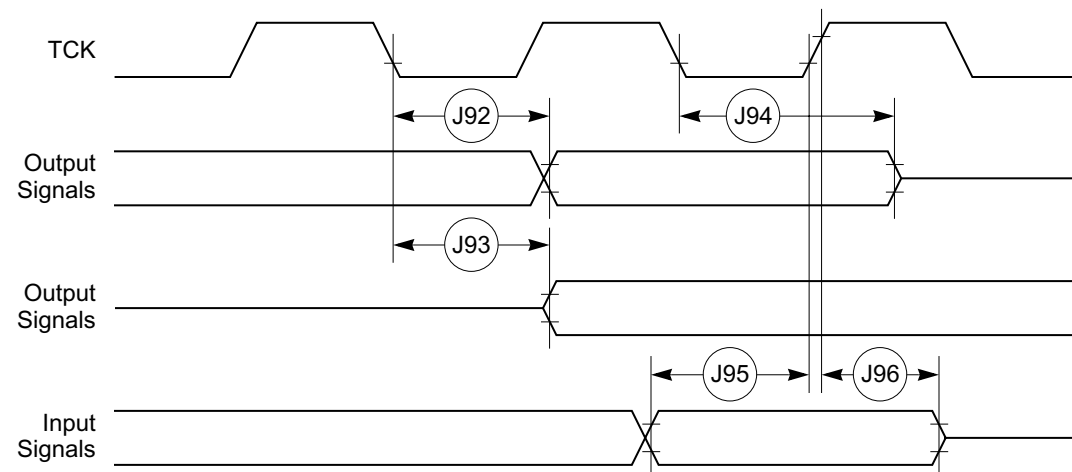 TCK
J92
J94
Output
Signals
J93
Output
Signals
J95
J96
Input
Signals